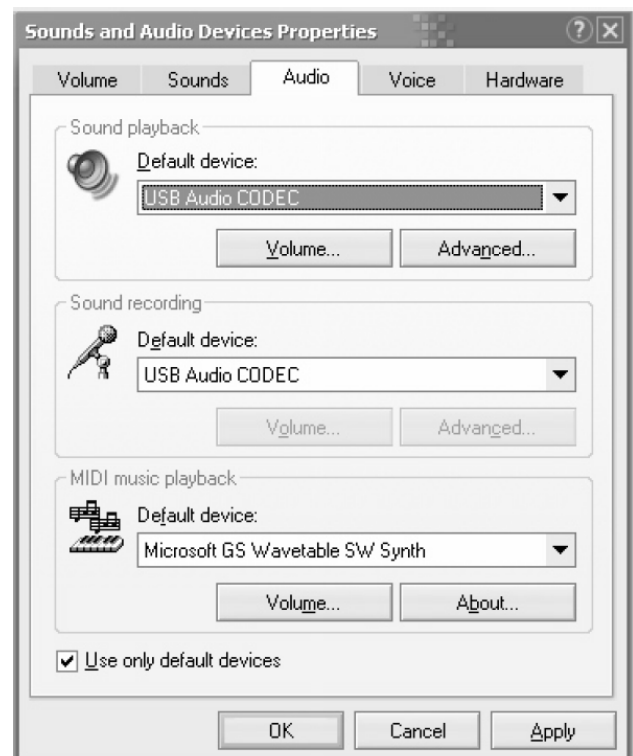 Sounds and Audio Devices Properties
Volume Sounds Audio Voice Hardware
Sound playback
Default device:
USB Audio CODEC
Volume... Advanced...
Sound recording
Default device:
USB Audio CODEC
Volume... Advanced...
MIDI music playback
Default device:
Microsoft GS Wavetable SW Synth
Volume... About...
Use only default devices
OK Cancel Apply